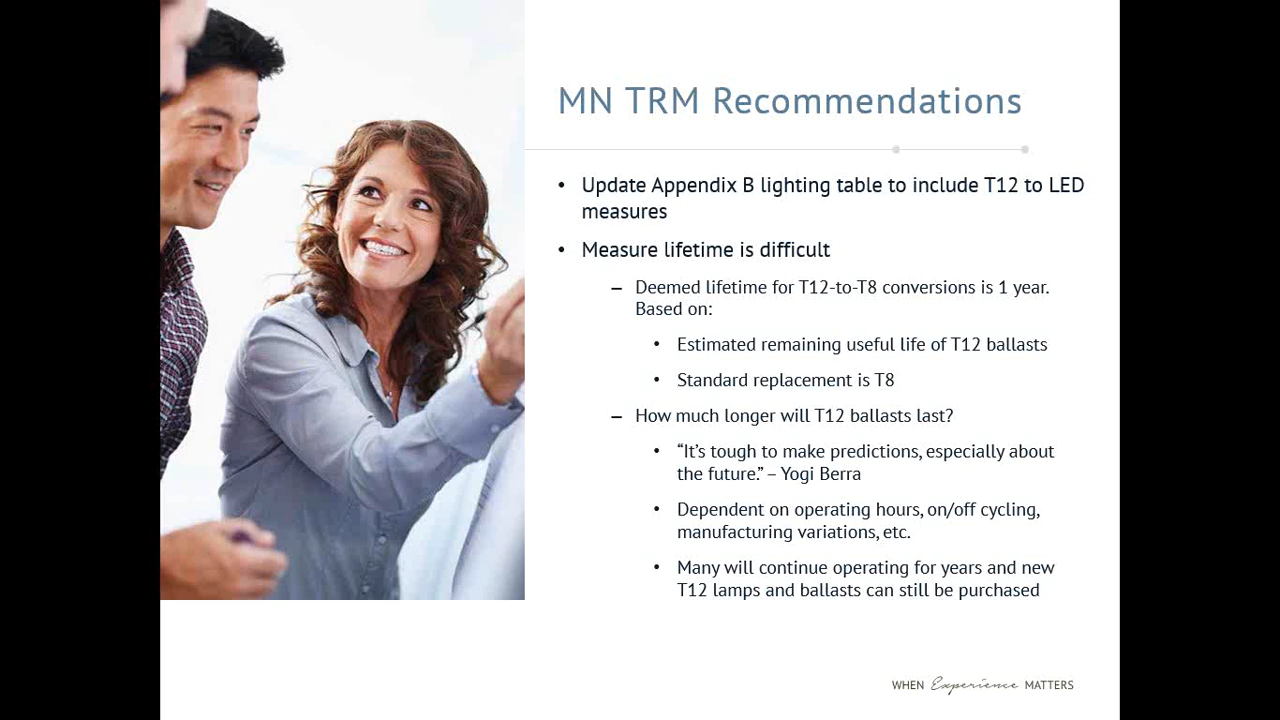 MN TRM Recommendations
• Update Appendix B lighting table to include T12 to LED
measures
• Measure lifetime is difficult
– Deemed lifetime for T12-to-T8 conversions is 1 year.
Based on:
• Estimated remaining useful life of T12 ballasts
• Standard replacement is T8
– How much longer will T12 ballasts last?
• “It’s tough to make predictions, especially about
the future.” – Yogi Berra
• Dependent on operating hours, on/off cycling,
manufacturing variations, etc.
• Many will continue operating for years and new
T12 lamps and ballasts can still be purchased
WHEN Experience MATTERS